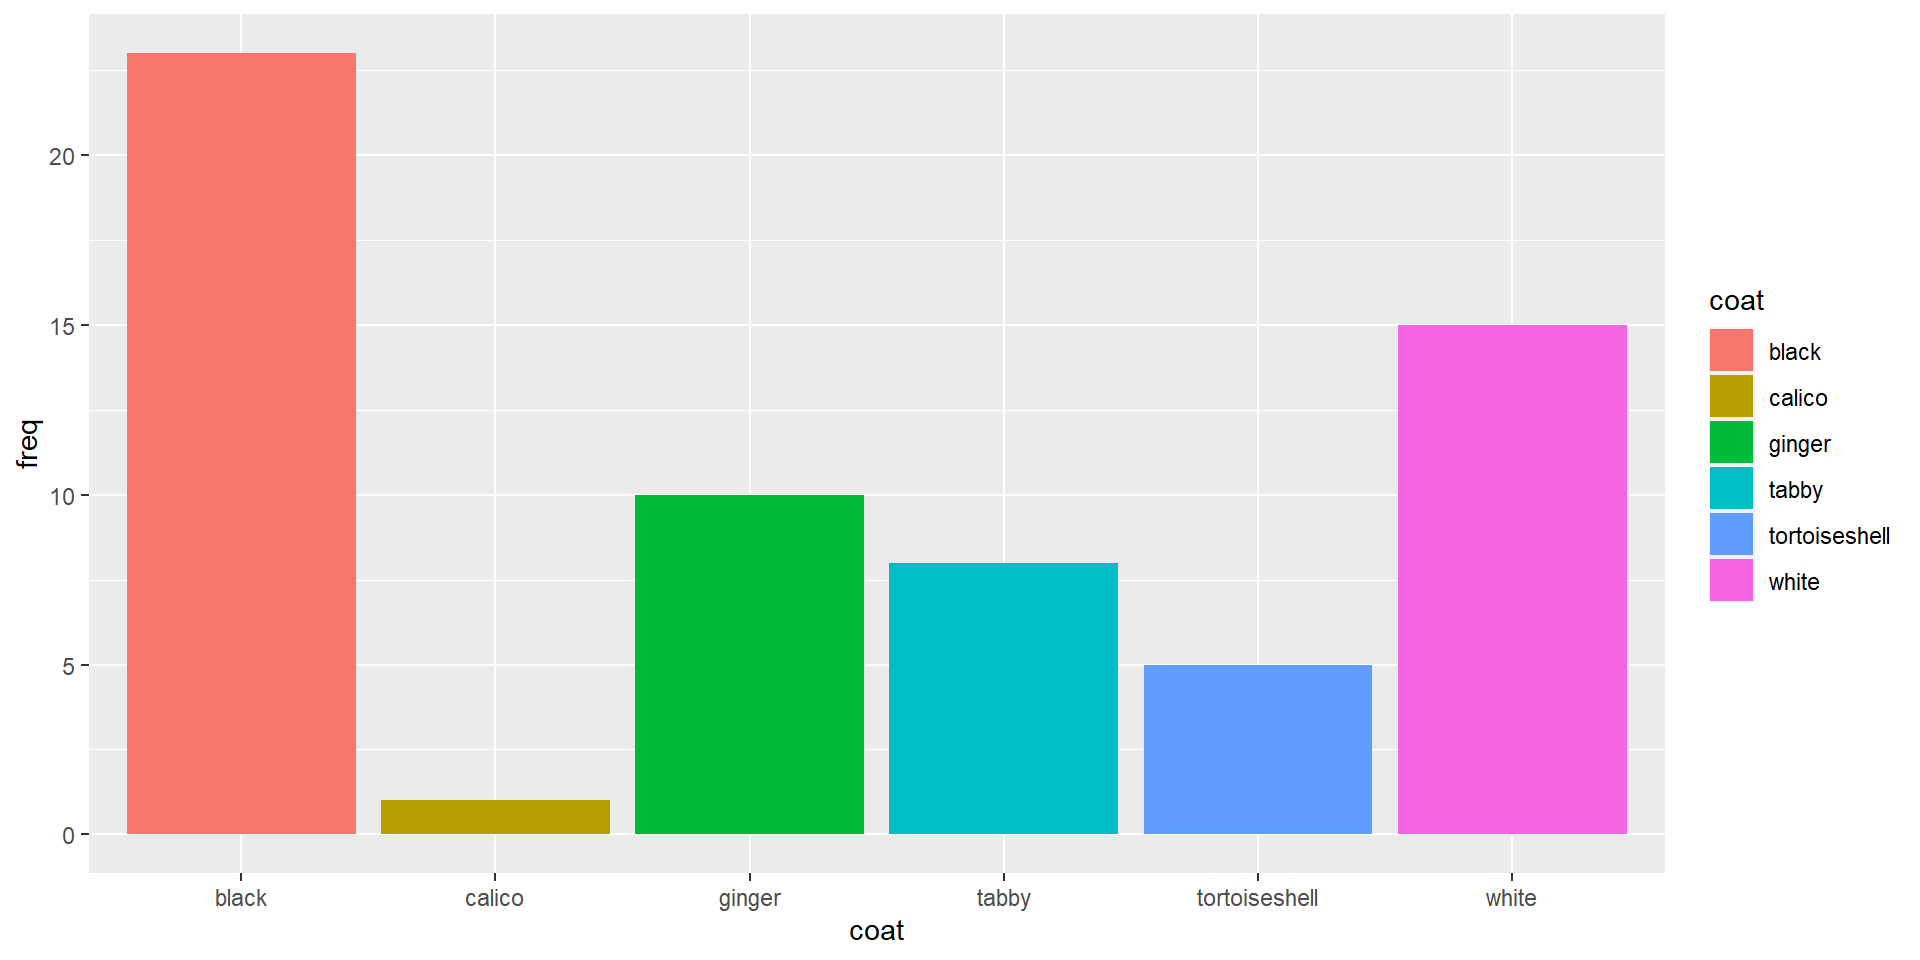 20
15
10
5
0
freq
black calico ginger tabby tortoiseshell white
coat
coat
black
calico
ginger
tabby
tortoiseshell
white